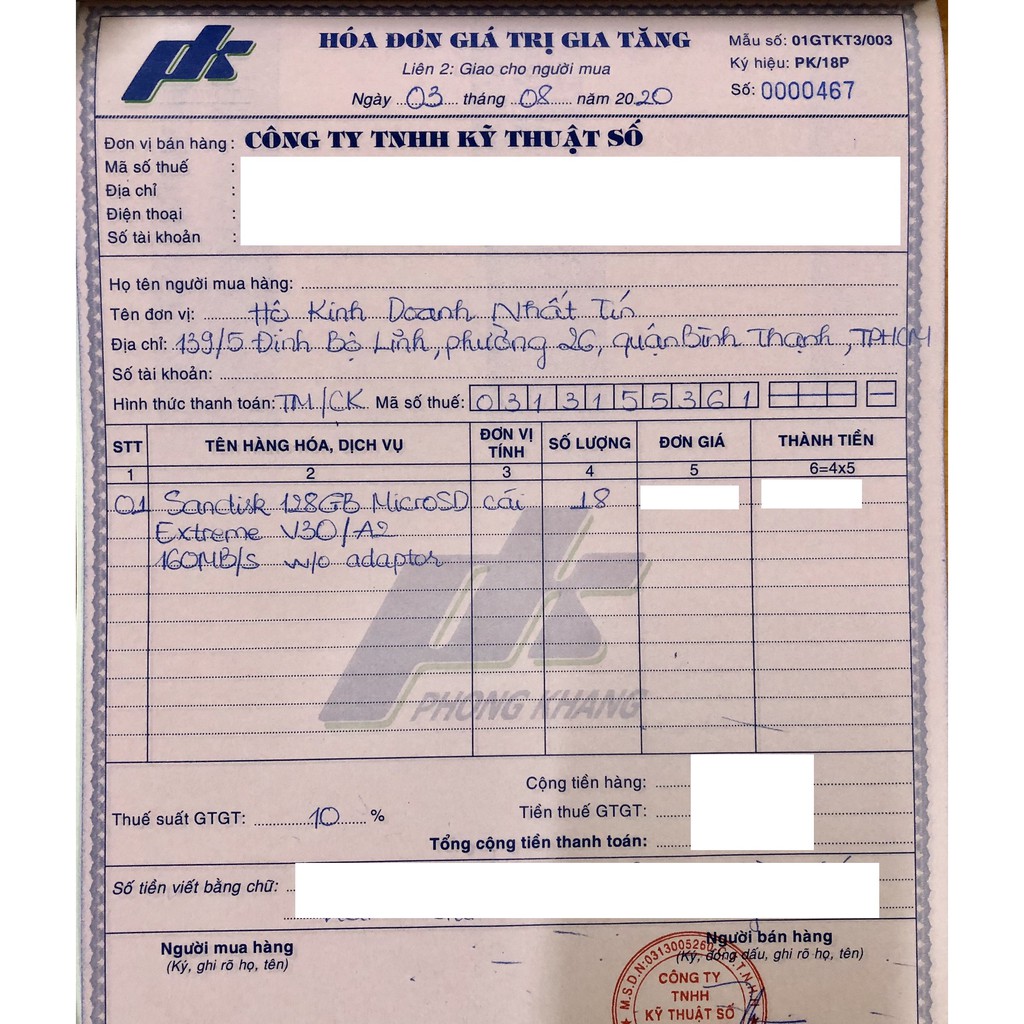 PK
HÓA ĐƠN GIÁ TRỊ GIA TĂNG
Liên 2: Giao cho người mua
Ngày 03 tháng 08 năm 2020
Mẫu số: 01GTKT3/003
Ký hiệu: PK/18P
Số: 0000467
Đơn vị bán hàng: CÔNG TY TNHH KỸ THUẬT SỐ
Mã số thuế :
Địa chỉ :
Điện thoại :
Số tài khoản :
Họ tên người mua hàng:
Tên đơn vị: Hộ Kinh Doanh Nhất Tín
Địa chỉ: 139/5 Đinh Bộ Lĩnh, phường 26, quận Bình Thạnh, TPHCM
Số tài khoản:
Hình thức thanh toán: TM/CK Mã số thuế: 0313155361
STT TÊN HÀNG HÓA, DỊCH VỤ ĐƠN VỊ TÍNH SỐ LƯỢNG ĐƠN GIÁ THÀNH TIỀN
1 2 3 4 5 6=4x5
01 Sandisk 128GB MicroSD cái 18
Extreme V30/A2
160MB/S w/o adaptor
PHONG KHANG
Cộng tiền hàng:
Thuế suất GTGT: 10 % Tiền thuế GTGT:
Tổng cộng tiền thanh toán:
Số tiền viết bằng chữ:
Người mua hàng
(Ký, ghi rõ họ, tên)
Người bán hàng
(Ký, đóng dấu, ghi rõ họ, tên)
M.S.D.N:0313005260
CÔNG TY
TNHH
KỸ THUẬT SỐ